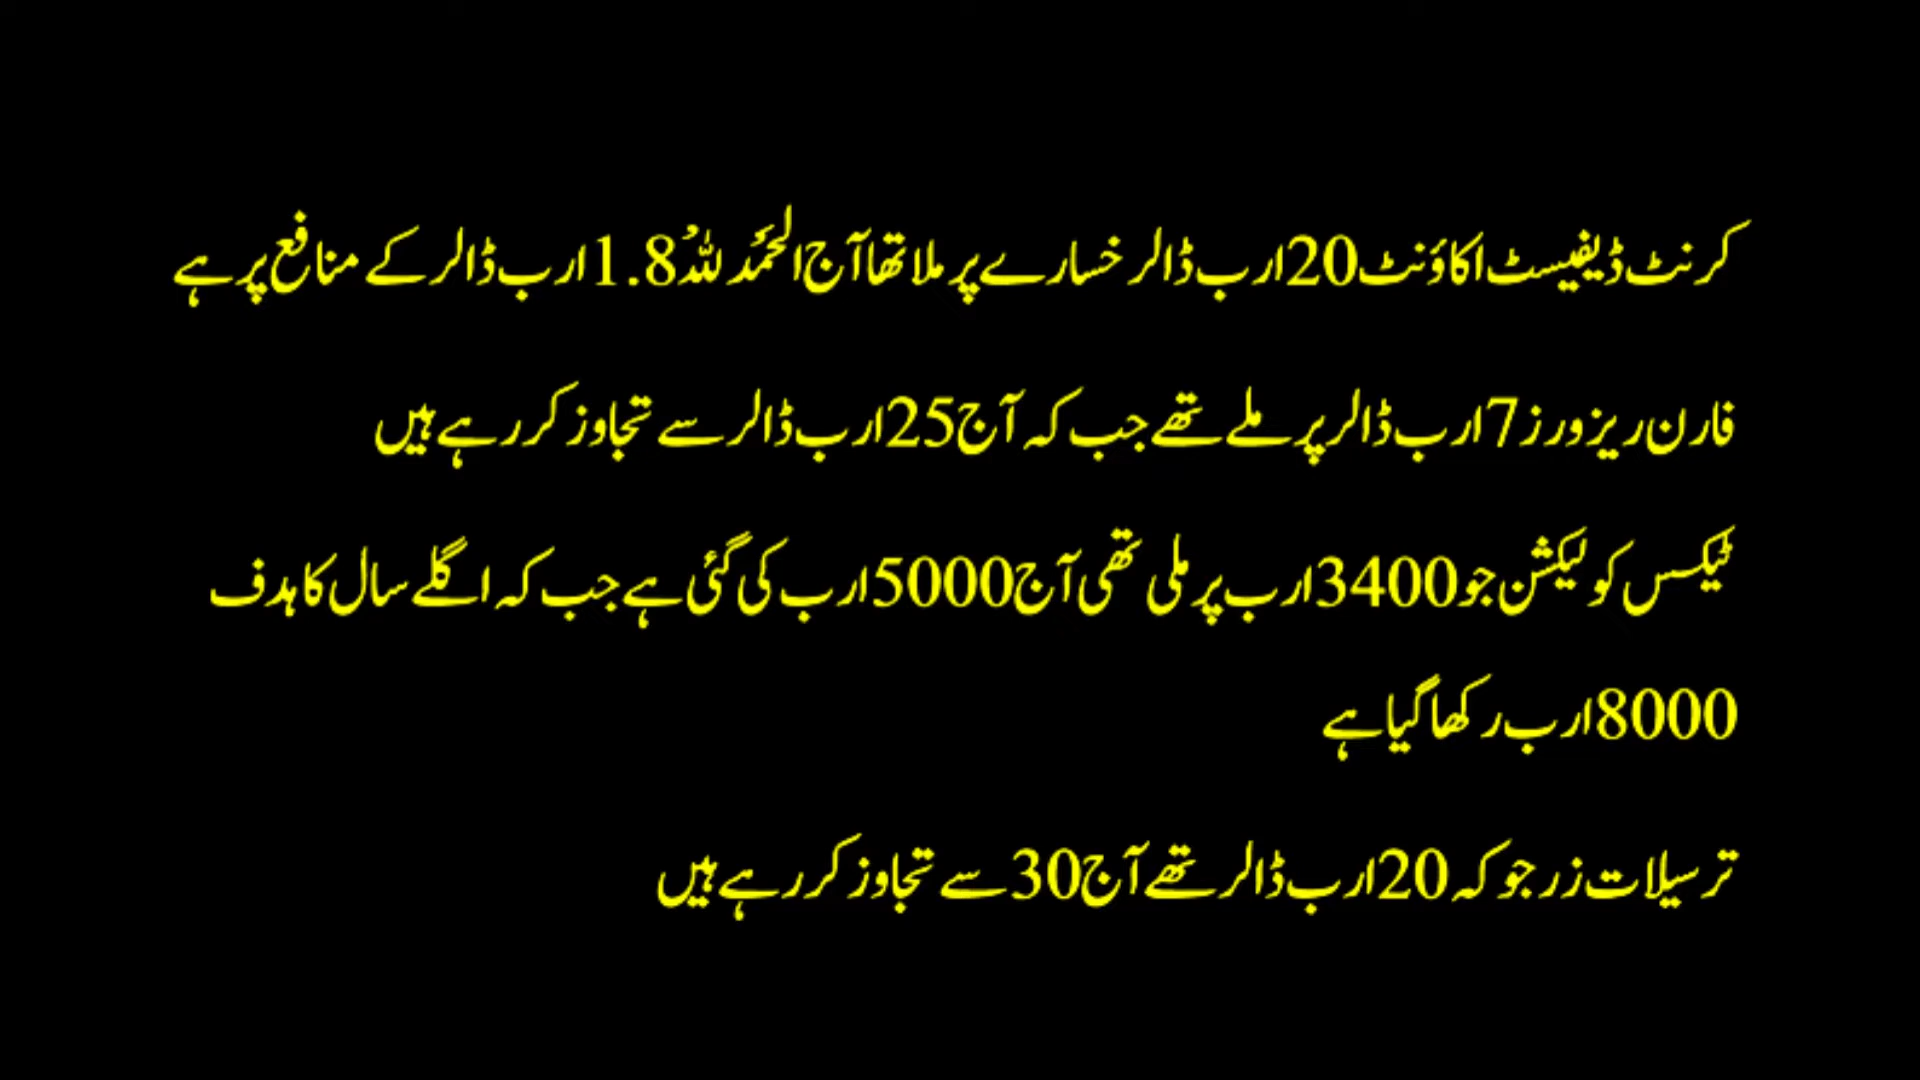 کرنٹ ڈیفیسٹ اکاؤنٹ 20 ارب ڈالر خسارے پر ملا تھا آج الحمدُ للہُ 1.8 ارب ڈالر کے منافع پر ہے
فارن ریزورز 7 ارب ڈالر پر ملے تھے جب کہ آج 25 ارب ڈالر سے تجاوز کر رہے ہیں
ٹیکس کولیکشن جو 3400 ارب پر ملی تھی آج 5000 ارب کی گئی ہے جب کہ اگلے سال کا ہدف
8000 ارب رکھا گیا ہے
ترسیلات زر جو کہ 20 ارب ڈالر تھے آج 30 سے تجاوز کر رہے ہیں